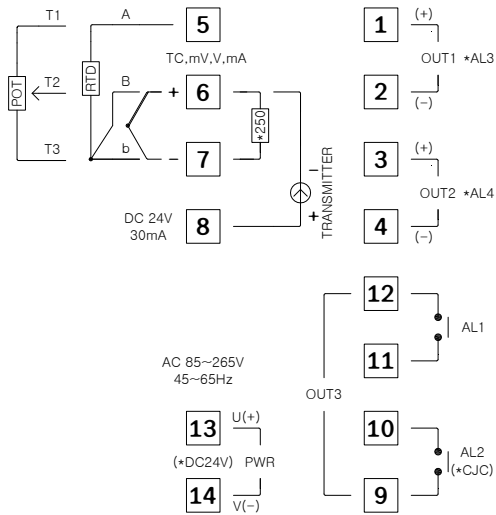 T1
A
5
1
(+)
TC,mV,V,mA
OUT1 *AL3
POT
T2
RTD
B
+
6
2
(-)
*250
T3
b
-
7
3
(+)
-
TRANSMITTER
OUT2 *AL4
DC 24V
30mA
8
+
4
(-)
12
AL1
AC 85~265V
45~65Hz
11
OUT3
13
U(+)
10
(*DC24V)
PWR
AL2
(*CJC)
14
V(-)
9